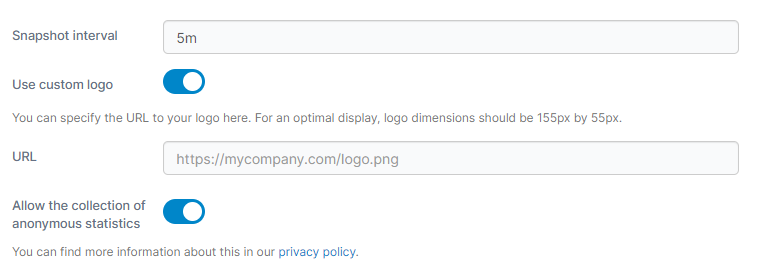 Snapshot interval 5m
Use custom logo
You can specify the URL to your logo here. For an optimal display, logo dimensions should be 155px by 55px.
URL https://mycompany.com/logo.png
Allow the collection of
anonymous statistics
You can find more information about this in our privacy policy.